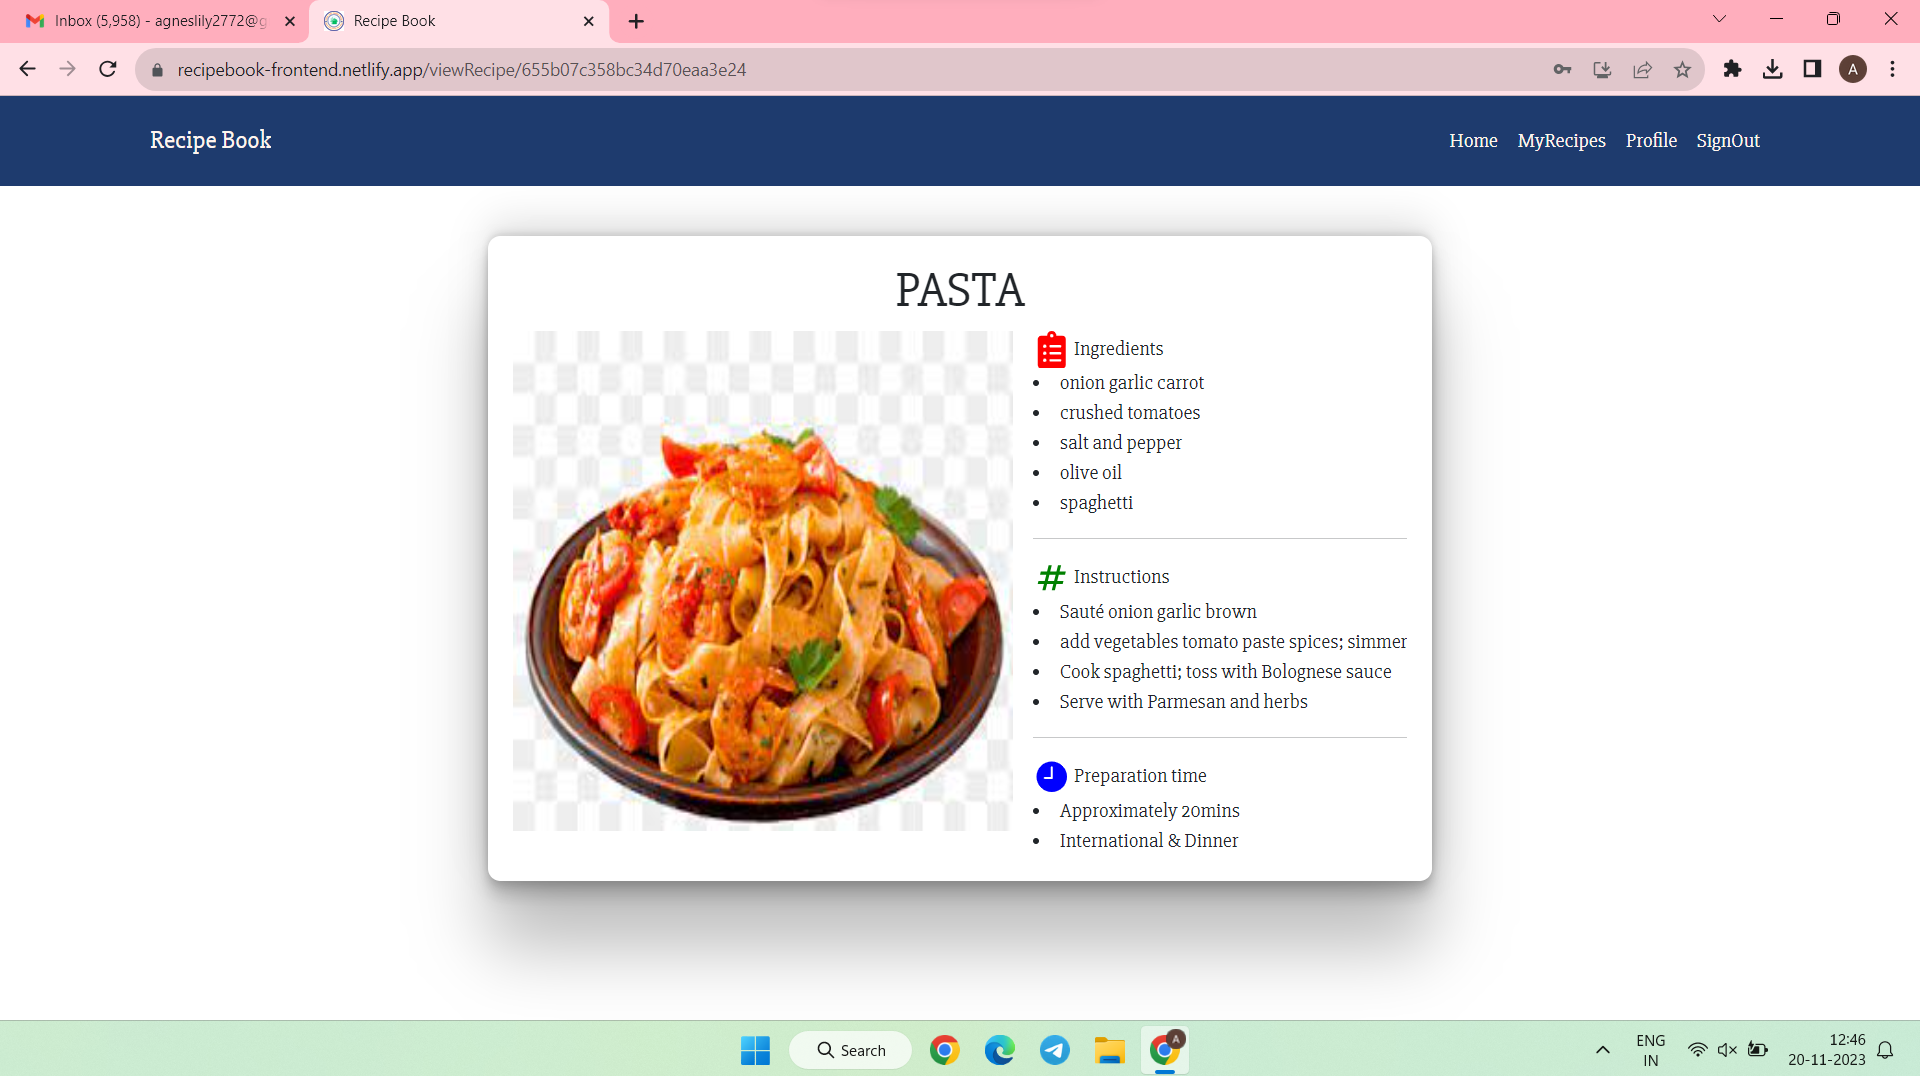 Inbox (5,958) - agneslily2772@g
Recipe Book
recipebook-frontend.netlify.app/viewRecipe/655b07c358bc34d70eaa3e24
A
Recipe Book
Home MyRecipes Profile SignOut
PASTA
Ingredients
onion garlic carrot
crushed tomatoes
salt and pepper
olive oil
spaghetti
Instructions
Sauté onion garlic brown
add vegetables tomato paste spices; simmer
Cook spaghetti; toss with Bolognese sauce
Serve with Parmesan and herbs
Preparation time
Approximately 20mins
International & Dinner
Search
A
ENG
IN
12:46
20-11-2023